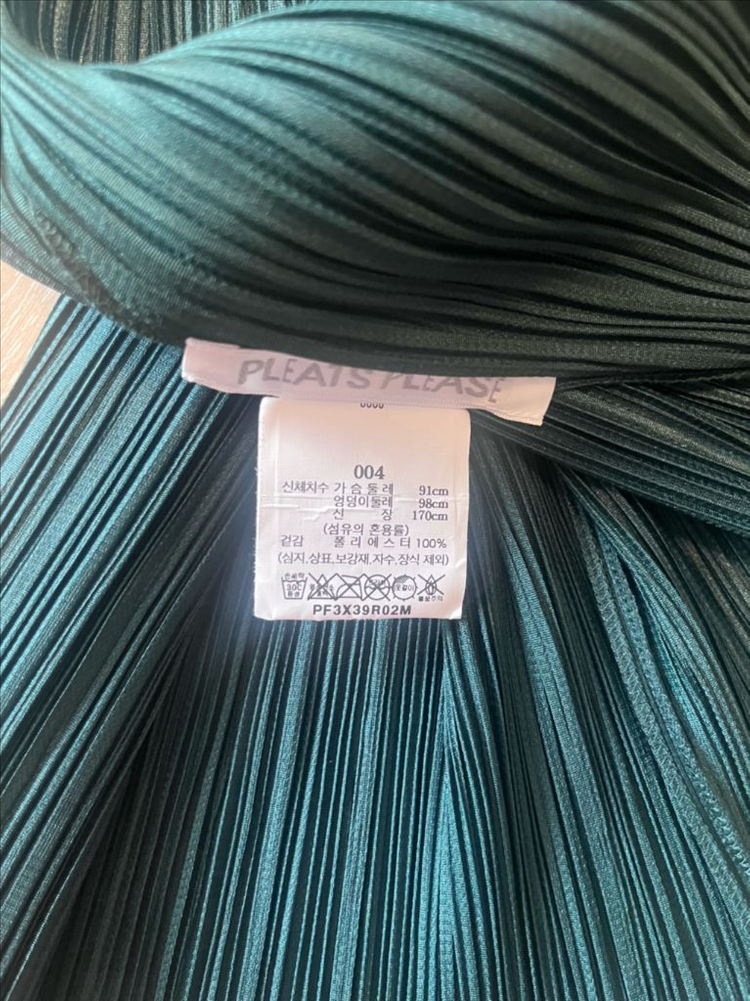 PLEATS PLEASE
004
신체치수 가 슴 둘 레 91cm
엉덩이둘레 98cm
신 장 170cm
(섬유의 혼용률)
겉감 폴 리 에 스 터 100%
(심지,상표,보강재,자수,장식 제외)
PF3X39R02M